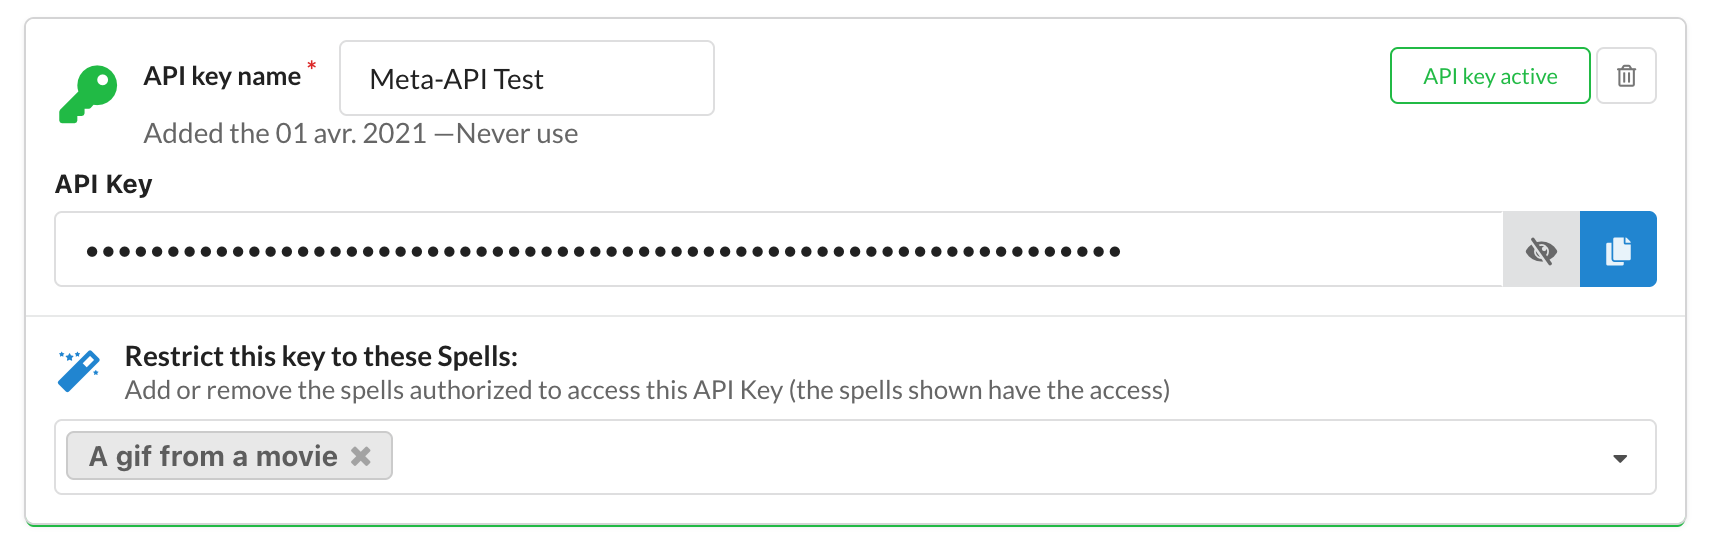 API key name * Meta-API Test API key active
Added the 01 avr. 2021 —Never use
API Key
••••••••••••••••••••••••••••••••••••••••••••••••••••••••••••••••
Restrict this key to these Spells:
Add or remove the spells authorized to access this API Key (the spells shown have the access)
A gif from a movie